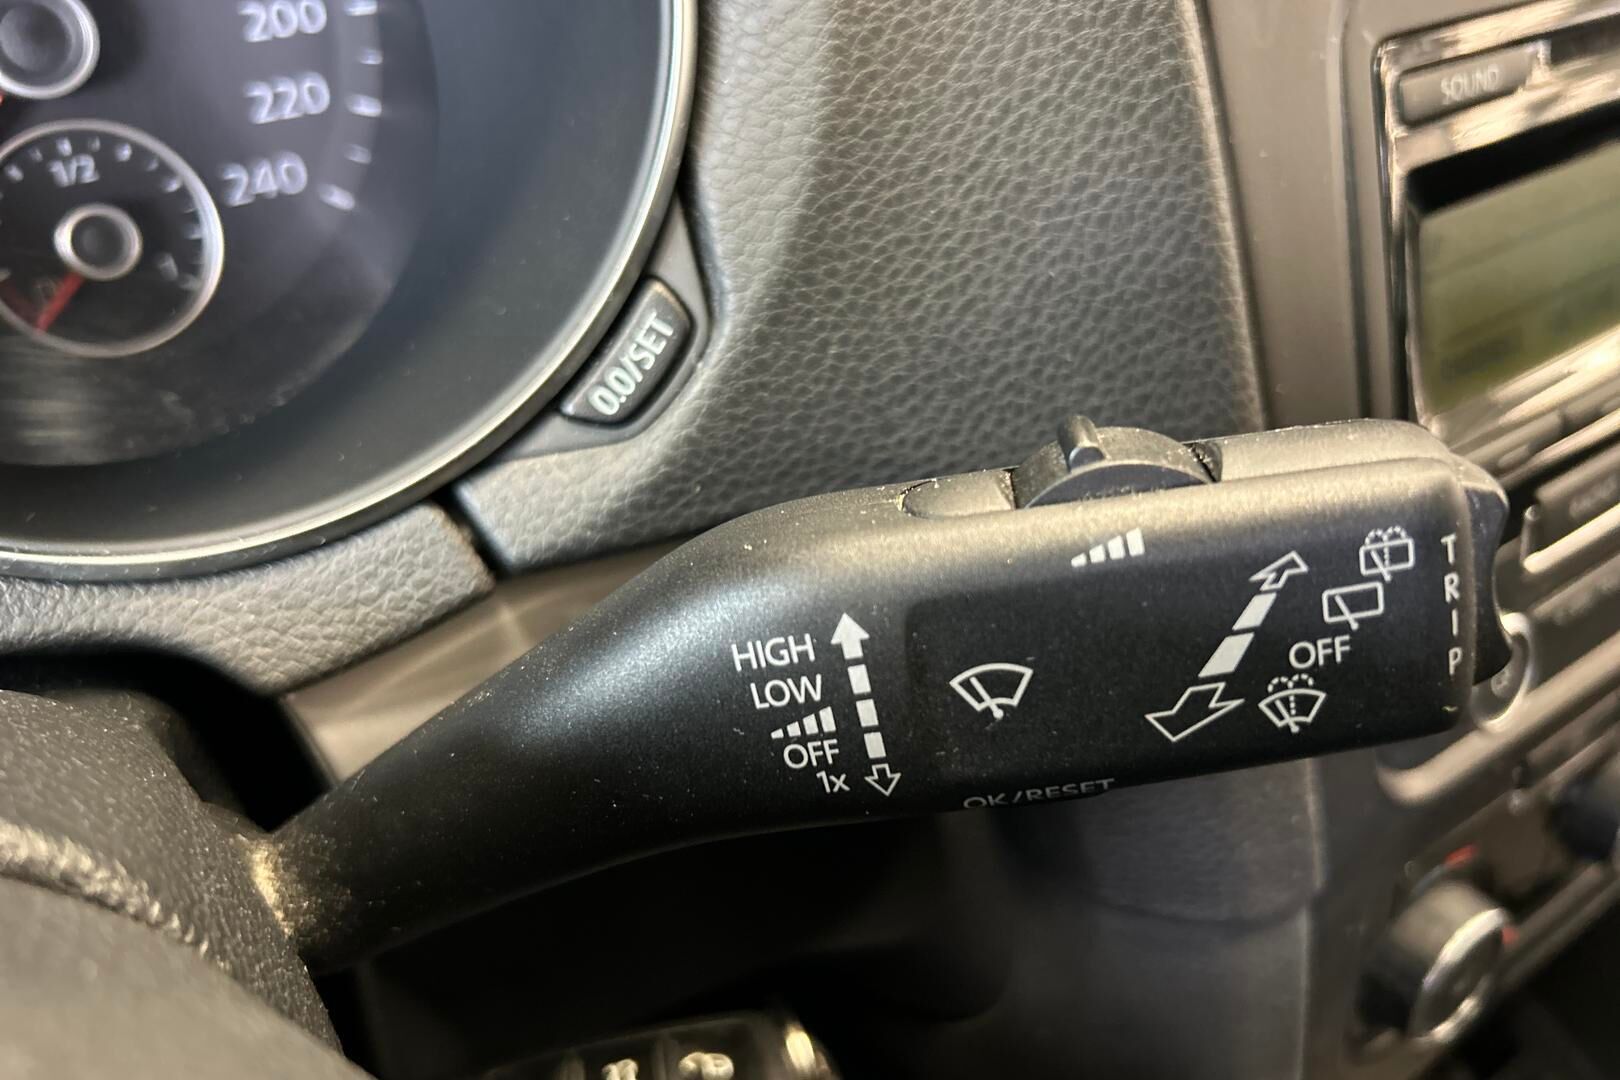 200
220
240
1/2
0.0/SET
SOUND
HIGH
LOW
OFF
1x
OFF
TRIP
OK/RESET